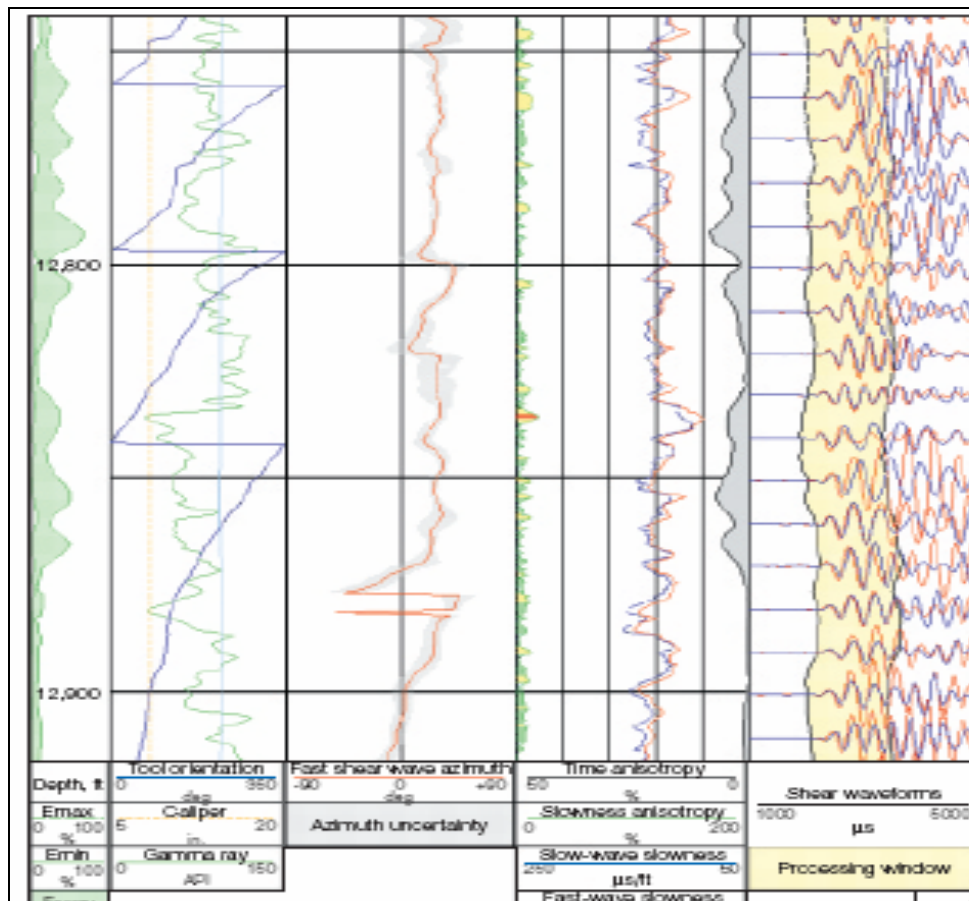 12,800
12,900
Depth, ft
Tool orientation
0 360
deg
Fast shear wave azimuth
-90 0 +90
deg
Time anisotropy
50 0
%
Shear waveforms
1000 5000
µs
Emax
0 100
%
Caliper
5 20
in.
Azimuth uncertainty
Slowness anisotropy
0 200
%
Emin
0 100
%
Gamma ray
0 150
API
Slow-wave slowness
250 50
µs/ft
Processing window
Fast-wave slowness